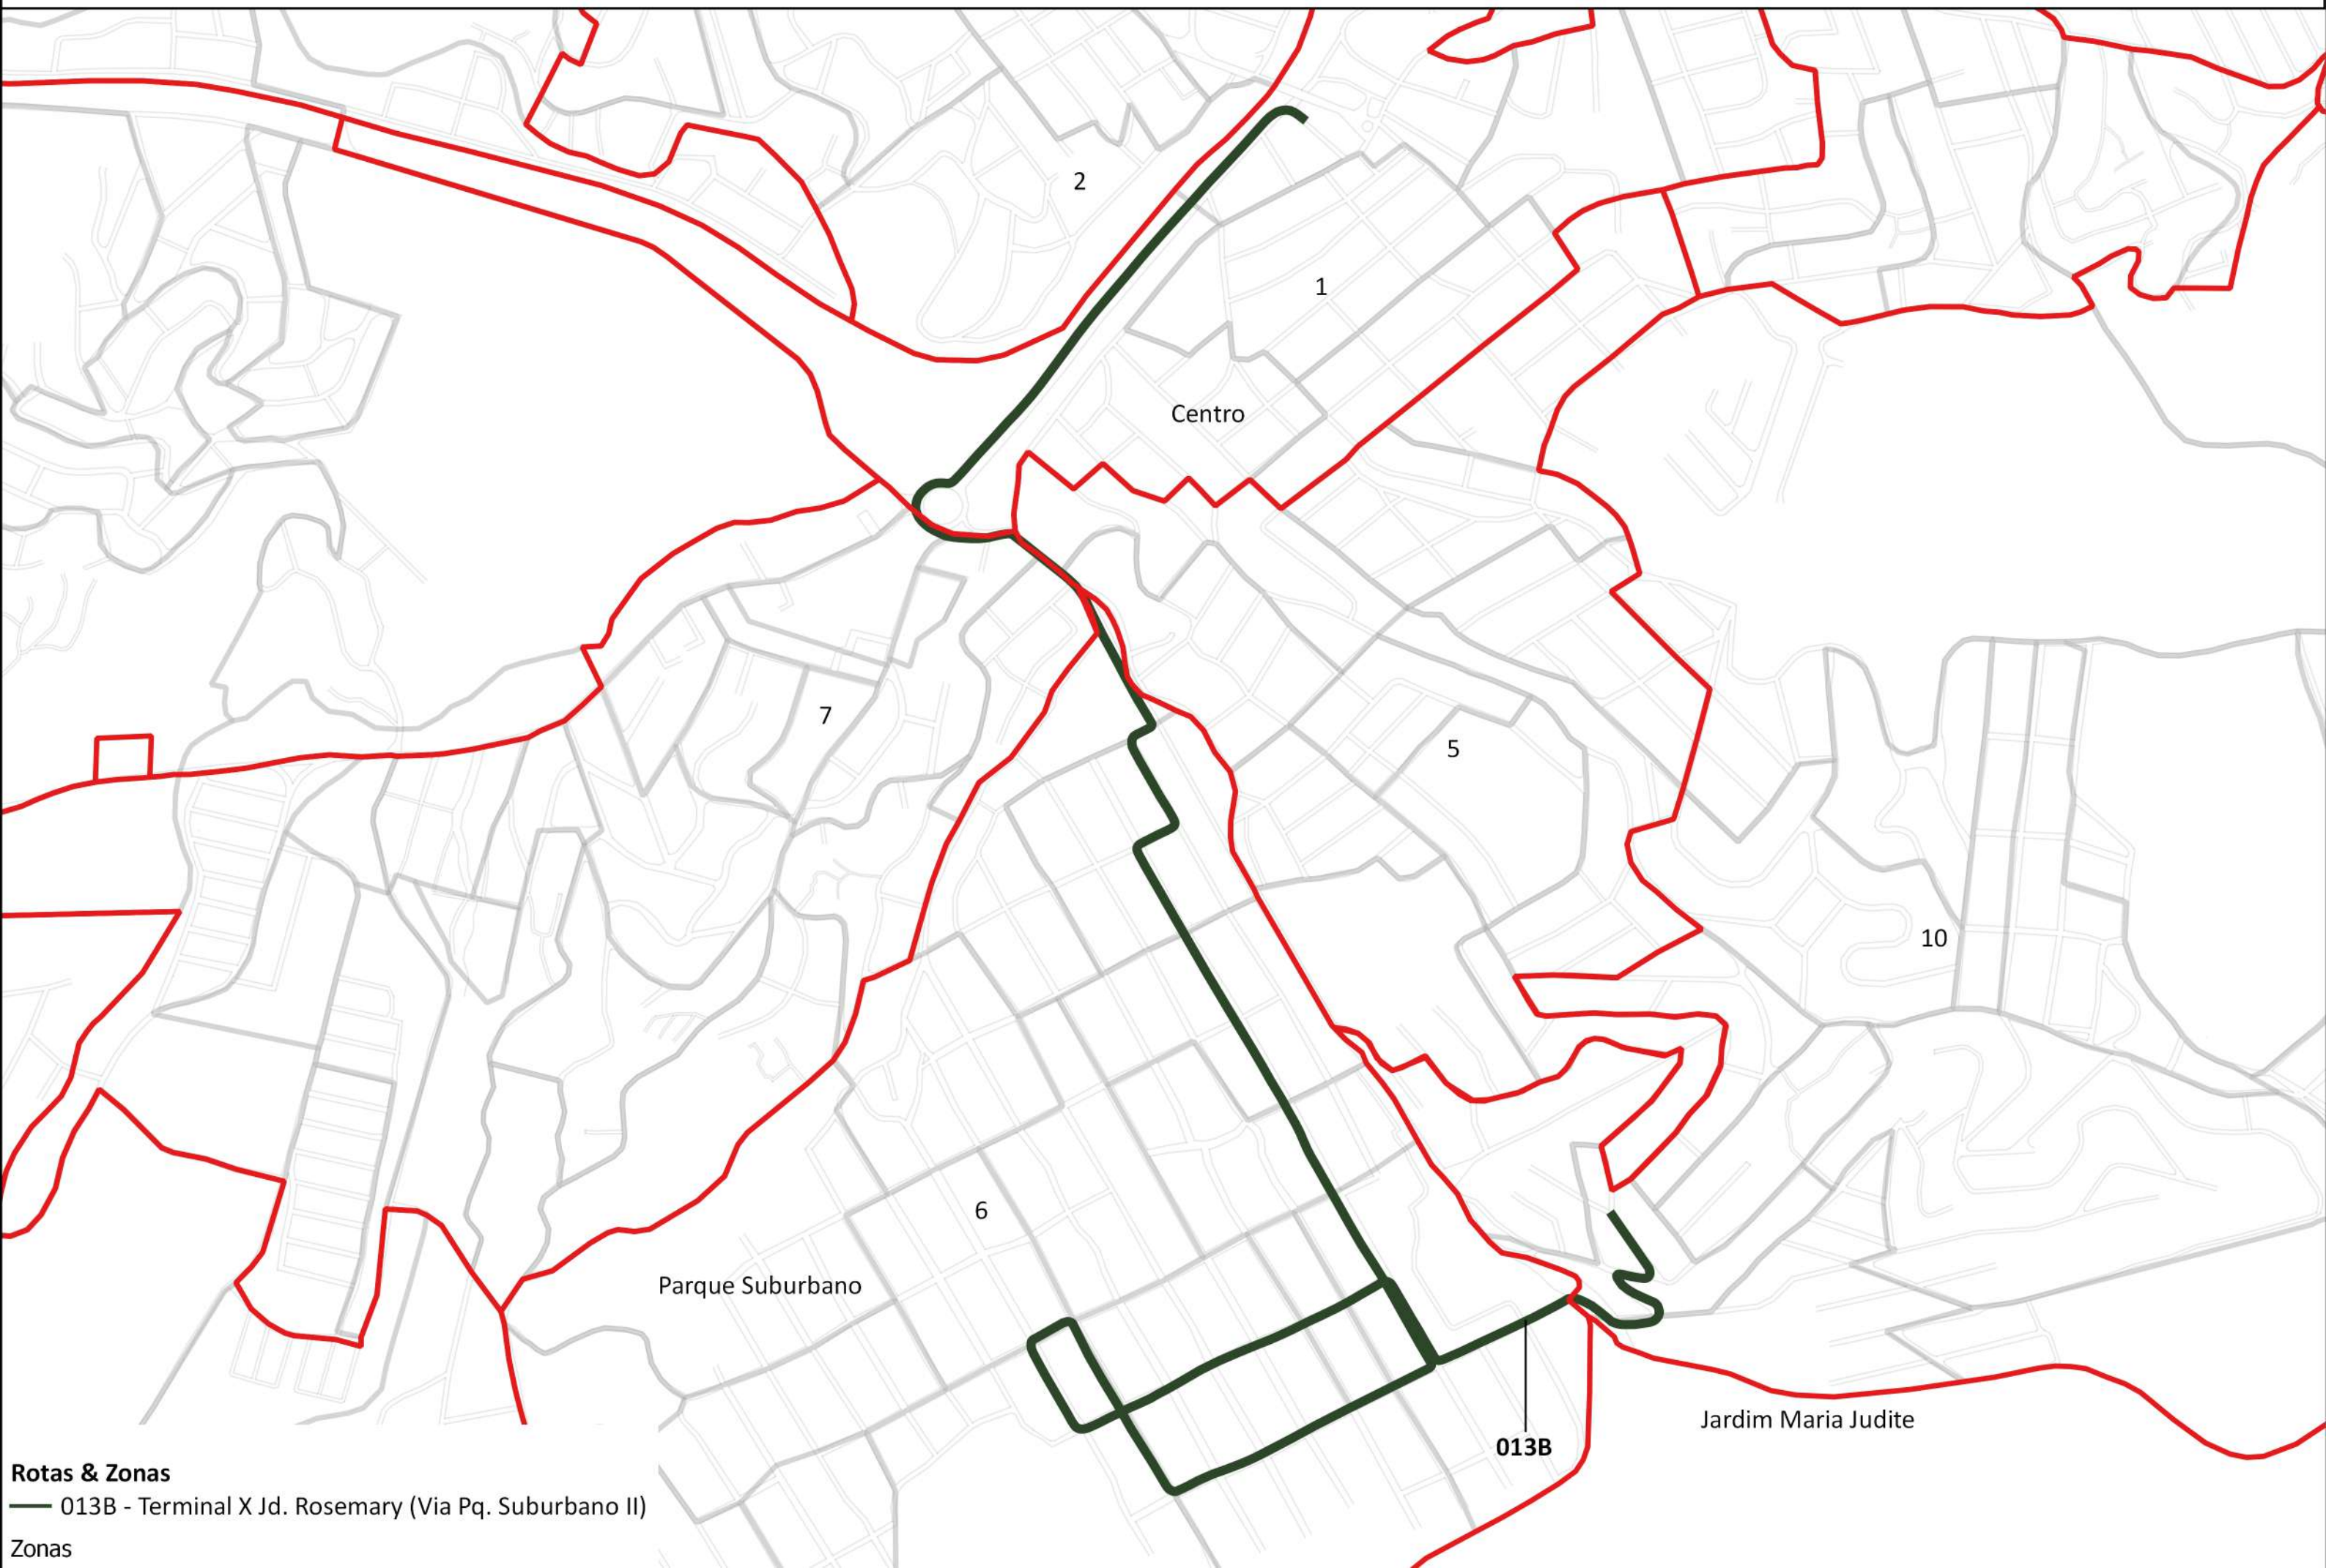 2
1
Centro
7
5
10
6
Parque Suburbano
Jardim Maria Judite
013B
Rotas & Zonas
013B - Terminal X Jd. Rosemary (Via Pq. Suburbano II)
Zonas